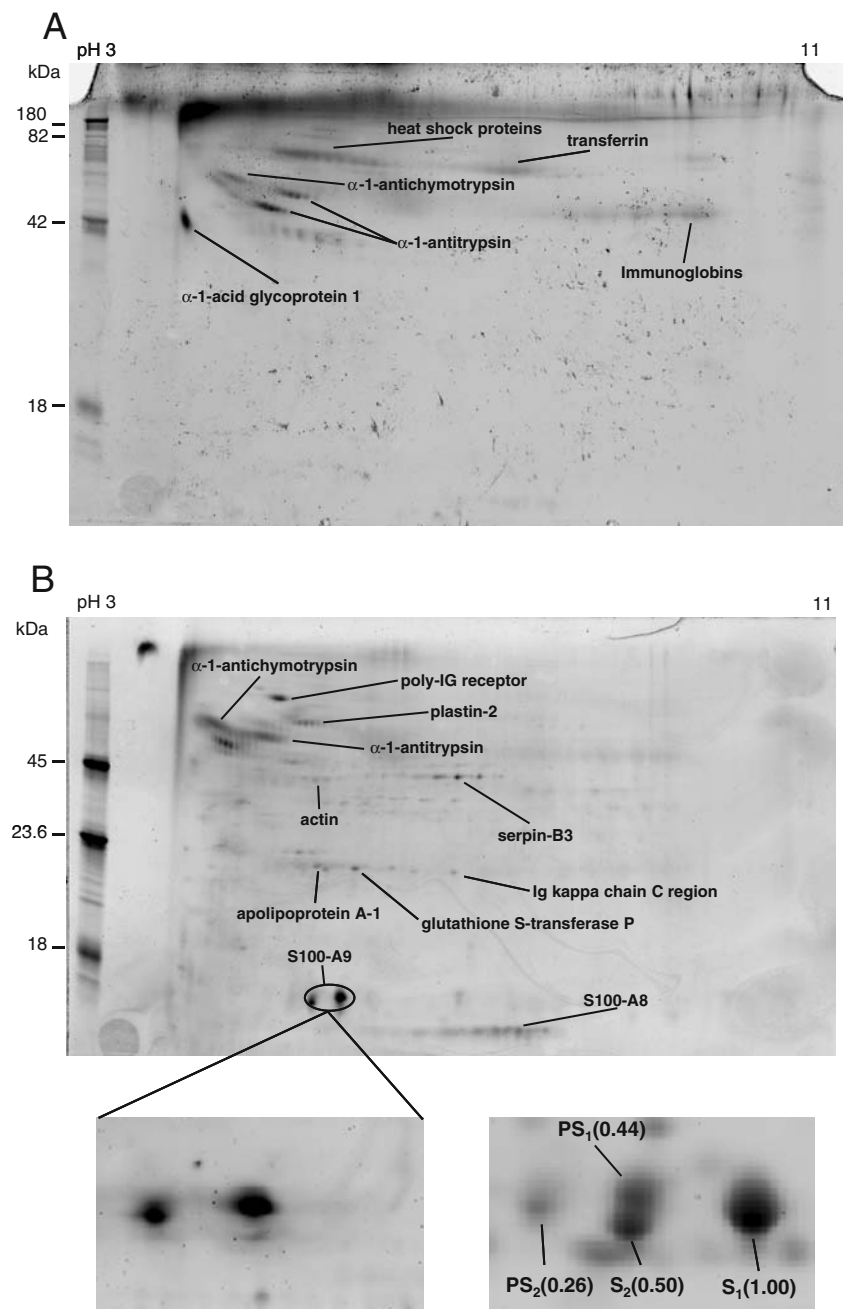 A
pH 3
11
kDa
180
82
42
18
heat shock proteins
transferrin
α-1-antichymotrypsin
α-1-antitrypsin
Immunoglobins
α-1-acid glycoprotein 1
B
pH 3
11
kDa
45
23.6
18
α-1-antichymotrypsin
poly-IG receptor
plastin-2
α-1-antitrypsin
actin
serpin-B3
Ig kappa chain C region
apolipoprotein A-1
glutathione S-transferase P
S100-A9
S100-A8
PS₁(0.44)
PS₂(0.26)
S₂(0.50)
S₁(1.00)